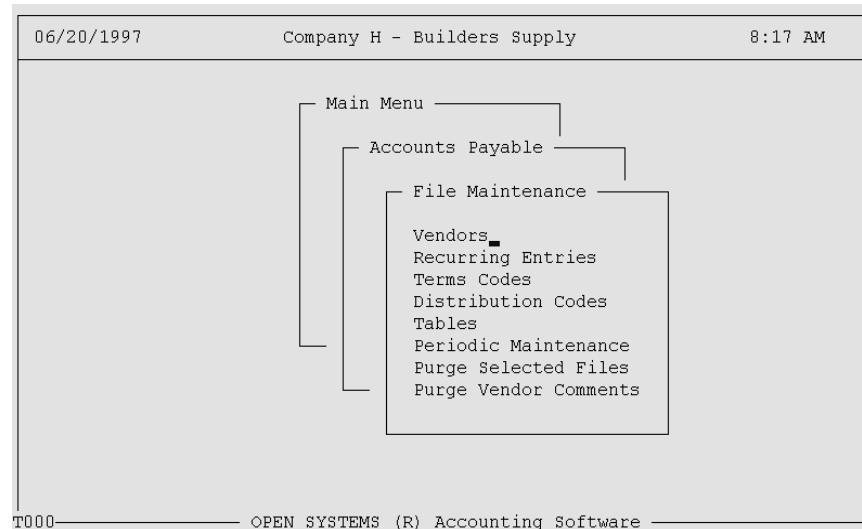 06/20/1997 Company H - Builders Supply 8:17 AM
Main Menu
Accounts Payable
File Maintenance
Vendors
Recurring Entries
Terms Codes
Distribution Codes
Tables
Periodic Maintenance
Purge Selected Files
Purge Vendor Comments
T000 OPEN SYSTEMS (R) Accounting Software